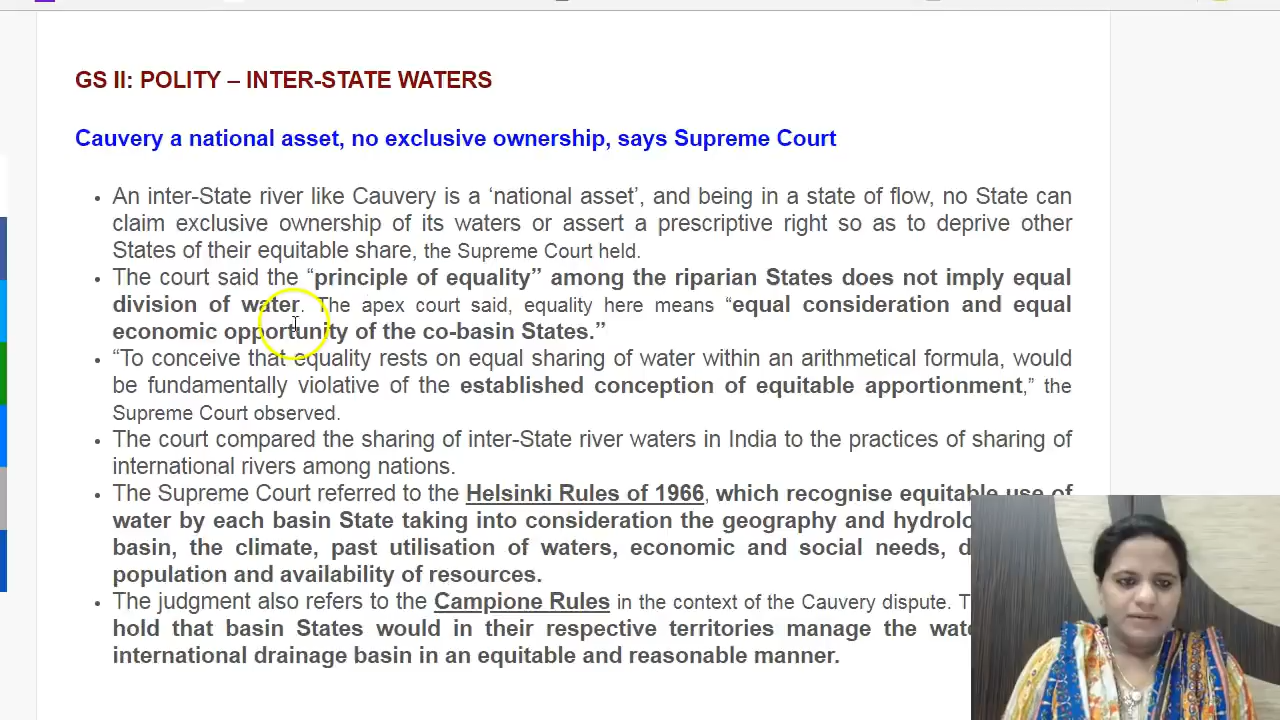 GS II: POLITY – INTER-STATE WATERS
Cauvery a national asset, no exclusive ownership, says Supreme Court
• An inter-State river like Cauvery is a ‘national asset’, and being in a state of flow, no State can
claim exclusive ownership of its waters or assert a prescriptive right so as to deprive other
States of their equitable share, the Supreme Court held.
• The court said the “principle of equality” among the riparian States does not imply equal
division of water. The apex court said, equality here means “equal consideration and equal
economic opportunity of the co-basin States.”
• “To conceive that equality rests on equal sharing of water within an arithmetical formula, would
be fundamentally violative of the established conception of equitable apportionment,” the
Supreme Court observed.
• The court compared the sharing of inter-State river waters in India to the practices of sharing of
international rivers among nations.
• The Supreme Court referred to the Helsinki Rules of 1966, which recognise equitable use of
water by each basin State taking into consideration the geography and
basin, the climate, past utilisation of waters, economic and social needs,
population and availability of resources.
• The judgment also refers to the Campione Rules in the context of the Cauvery dispute.
hold that basin States would in their respective territories manage the
international drainage basin in an equitable and reasonable manner.